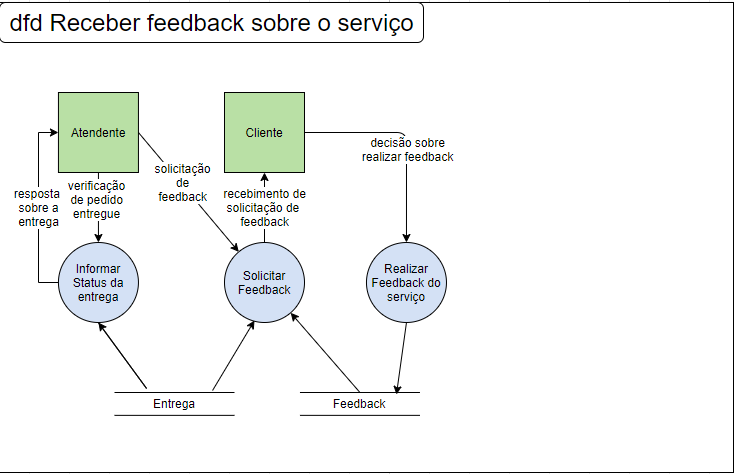 dfd Receber feedback sobre o serviço
Atendente
Cliente
decisão sobre
realizar feedback
solicitação
de
feedback
resposta
sobre a
entrega
verificação
de pedido
entregue
recebimento de
solicitação de
feedback
Informar
Status da
entrega
Solicitar
Feedback
Realizar
Feedback do
serviço
Entrega
Feedback